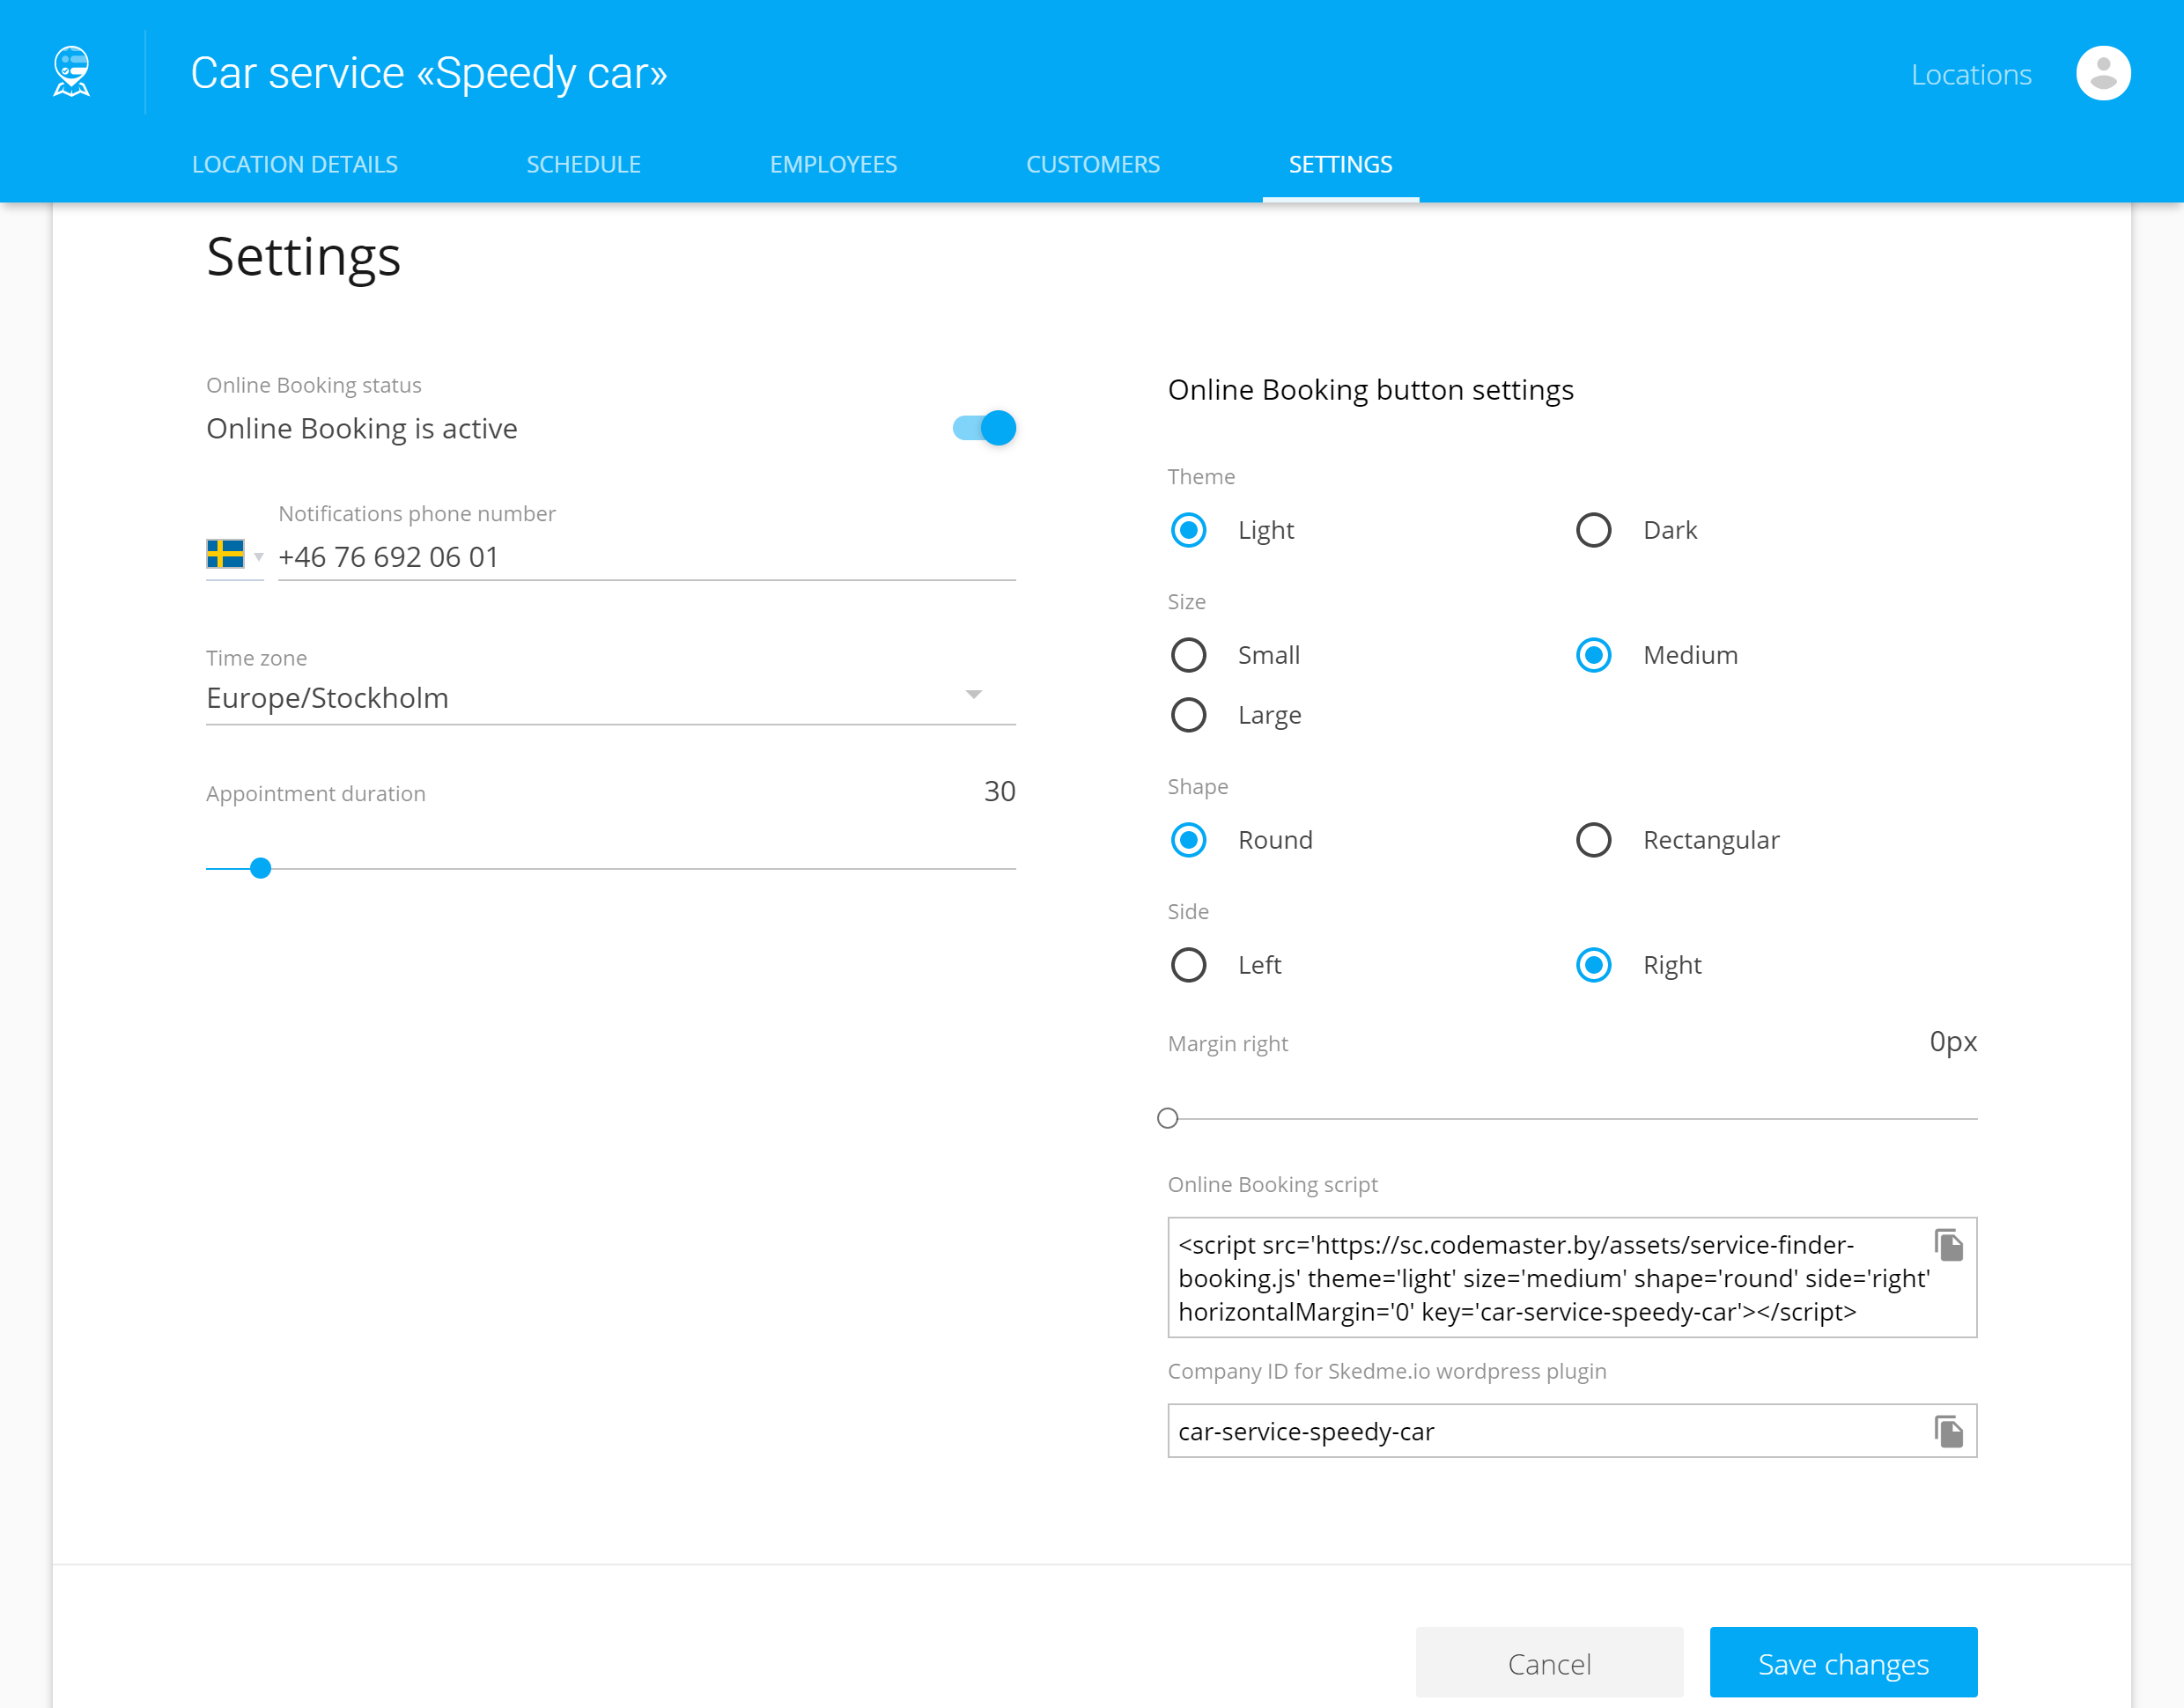 Car service «Speedy car»
Locations
LOCATION DETAILS SCHEDULE EMPLOYEES CUSTOMERS SETTINGS
Settings
Online Booking status
Online Booking is active
Notifications phone number
+46 76 692 06 01
Time zone
Europe/Stockholm
Appointment duration 30
Online Booking button settings
Theme
Light Dark
Size
Small Medium
Large
Shape
Round Rectangular
Side
Left Right
Margin right 0px
Online Booking script
<script src='https://sc.codemaster.by/assets/service-finder-
booking.js' theme='light' size='medium' shape='round' side='right'
horizontalMargin='0' key='car-service-speedy-car'></script>
Company ID for Skedme.io wordpress plugin
car-service-speedy-car
Cancel Save changes